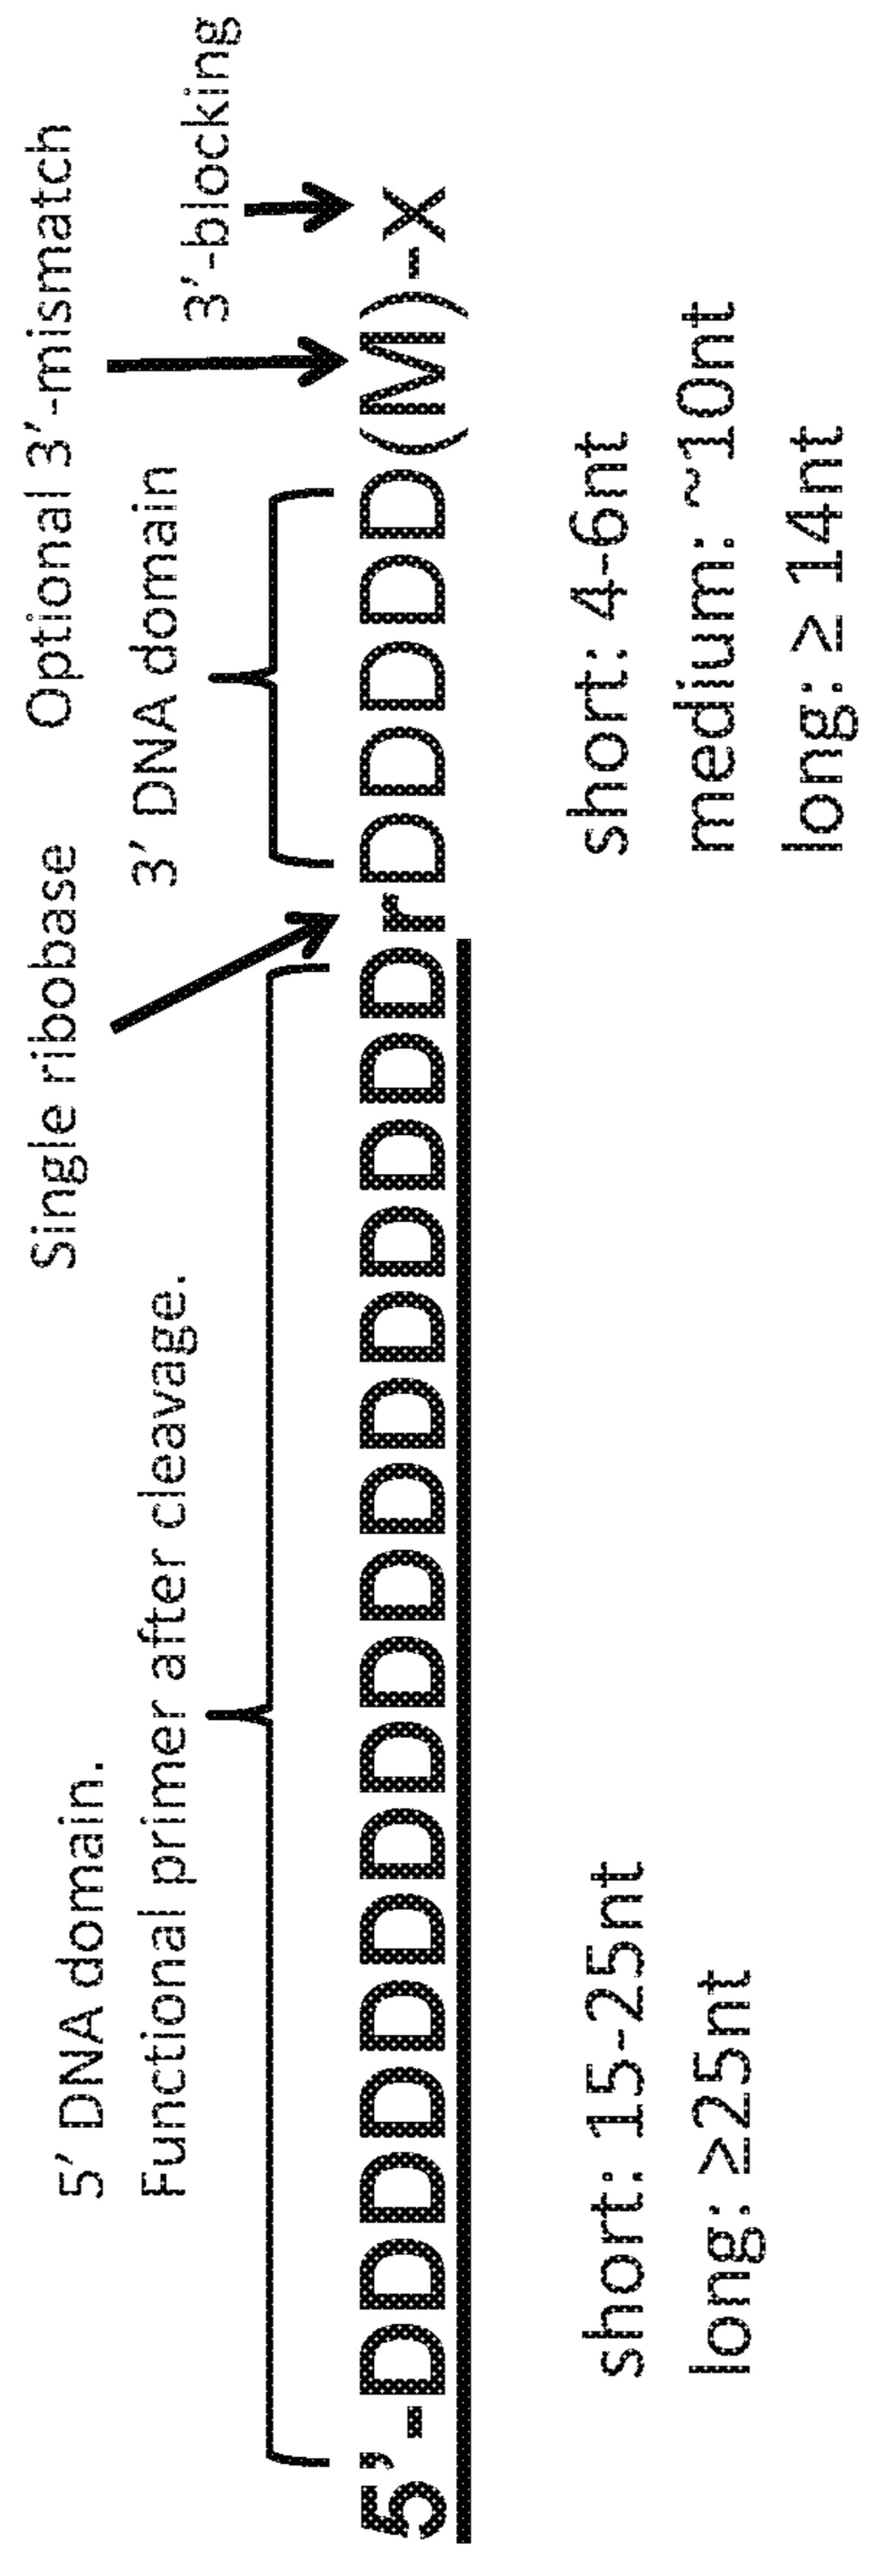 Optional 3’-mismatch
Single ribobase
5’ DNA domain.
3’ DNA domain
3’-blocking
Functional primer after cleavage.
5’-DDDDDDDDDDDDDDDDDrDDDDD(M)-x
short: 15-25nt
long: ≥25nt
short: 4-6nt
medium: ~10nt
long: ≥ 14nt